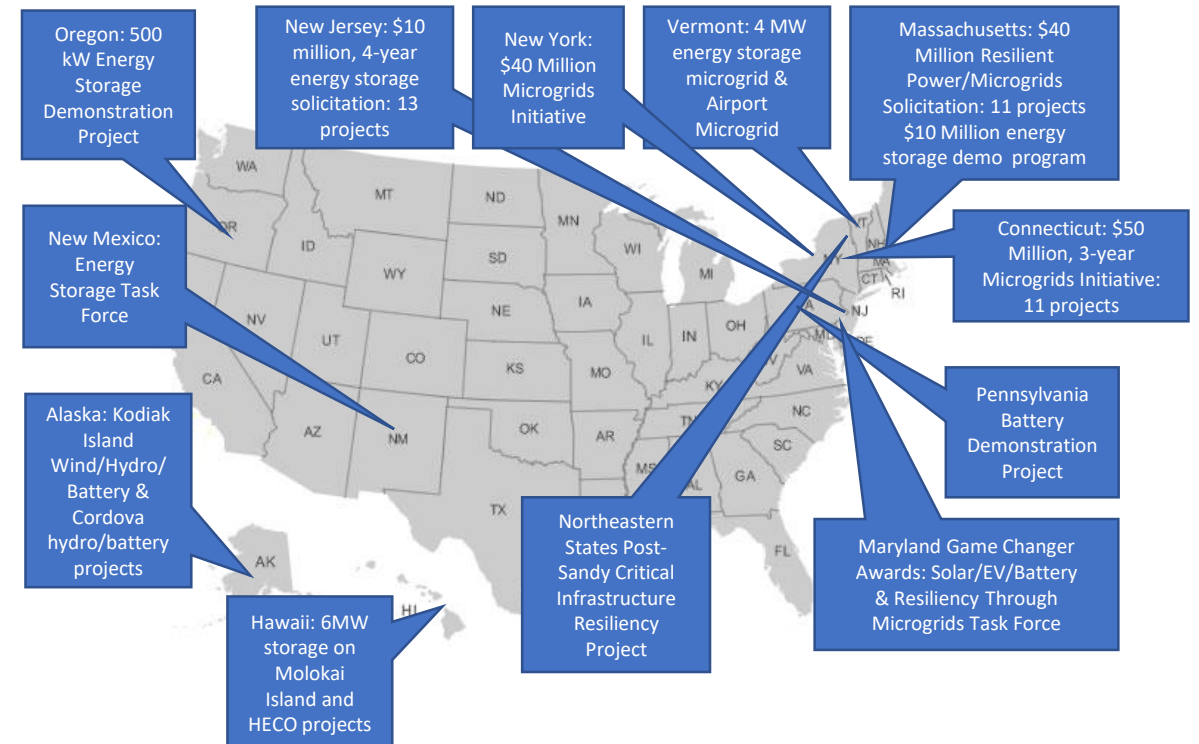 Oregon: 500
kW Energy
Storage
Demonstration
Project
New Jersey: $10
million, 4-year
energy storage
solicitation: 13
projects
New York:
$40 Million
Microgrids
Initiative
Vermont: 4 MW
energy storage
microgrid &
Airport
Microgrid
Massachusetts: $40
Million Resilient
Power/Microgrids
Solicitation: 11 projects
$10 Million energy
storage demo program
New Mexico:
Energy
Storage Task
Force
Connecticut: $50
Million, 3-year
Microgrids Initiative:
11 projects
Alaska: Kodiak
Island
Wind/Hydro/
Battery &
Cordova
hydro/battery
projects
Pennsylvania
Battery
Demonstration
Project
Hawaii: 6MW
storage on
Molokai
Island and
HECO projects
Northeastern
States Post-
Sandy Critical
Infrastructure
Resiliency
Project
Maryland Game Changer
Awards: Solar/EV/Battery
& Resiliency Through
Microgrids Task Force
WA
MT
ND
MN
ID
WY
SD
WI
MI
NY
NH
MA
CT
RI
NV
UT
CO
NE
IA
IL
IN
OH
NJ
MD
CA
AZ
NM
KS
MO
KY
VA
OK
AR
NC
SC
MS
AL
GA
TX
FL
AK
HI